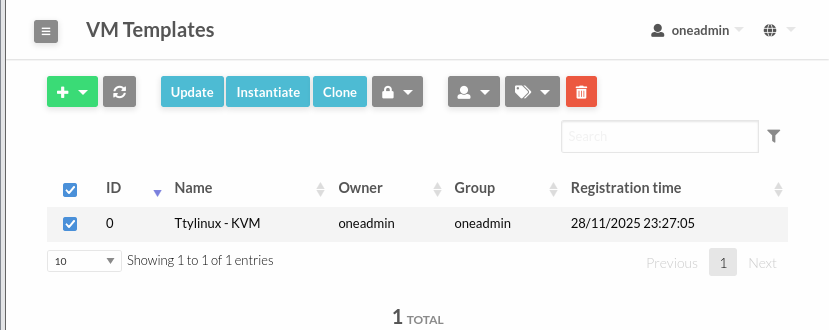 VM Templates
oneadmin
Update Instantiate Clone
Search
ID Name Owner Group Registration time
0 Ttylinux - KVM oneadmin oneadmin 28/11/2025 23:27:05
10 Showing 1 to 1 of 1 entries Previous 1 Next
1 TOTAL